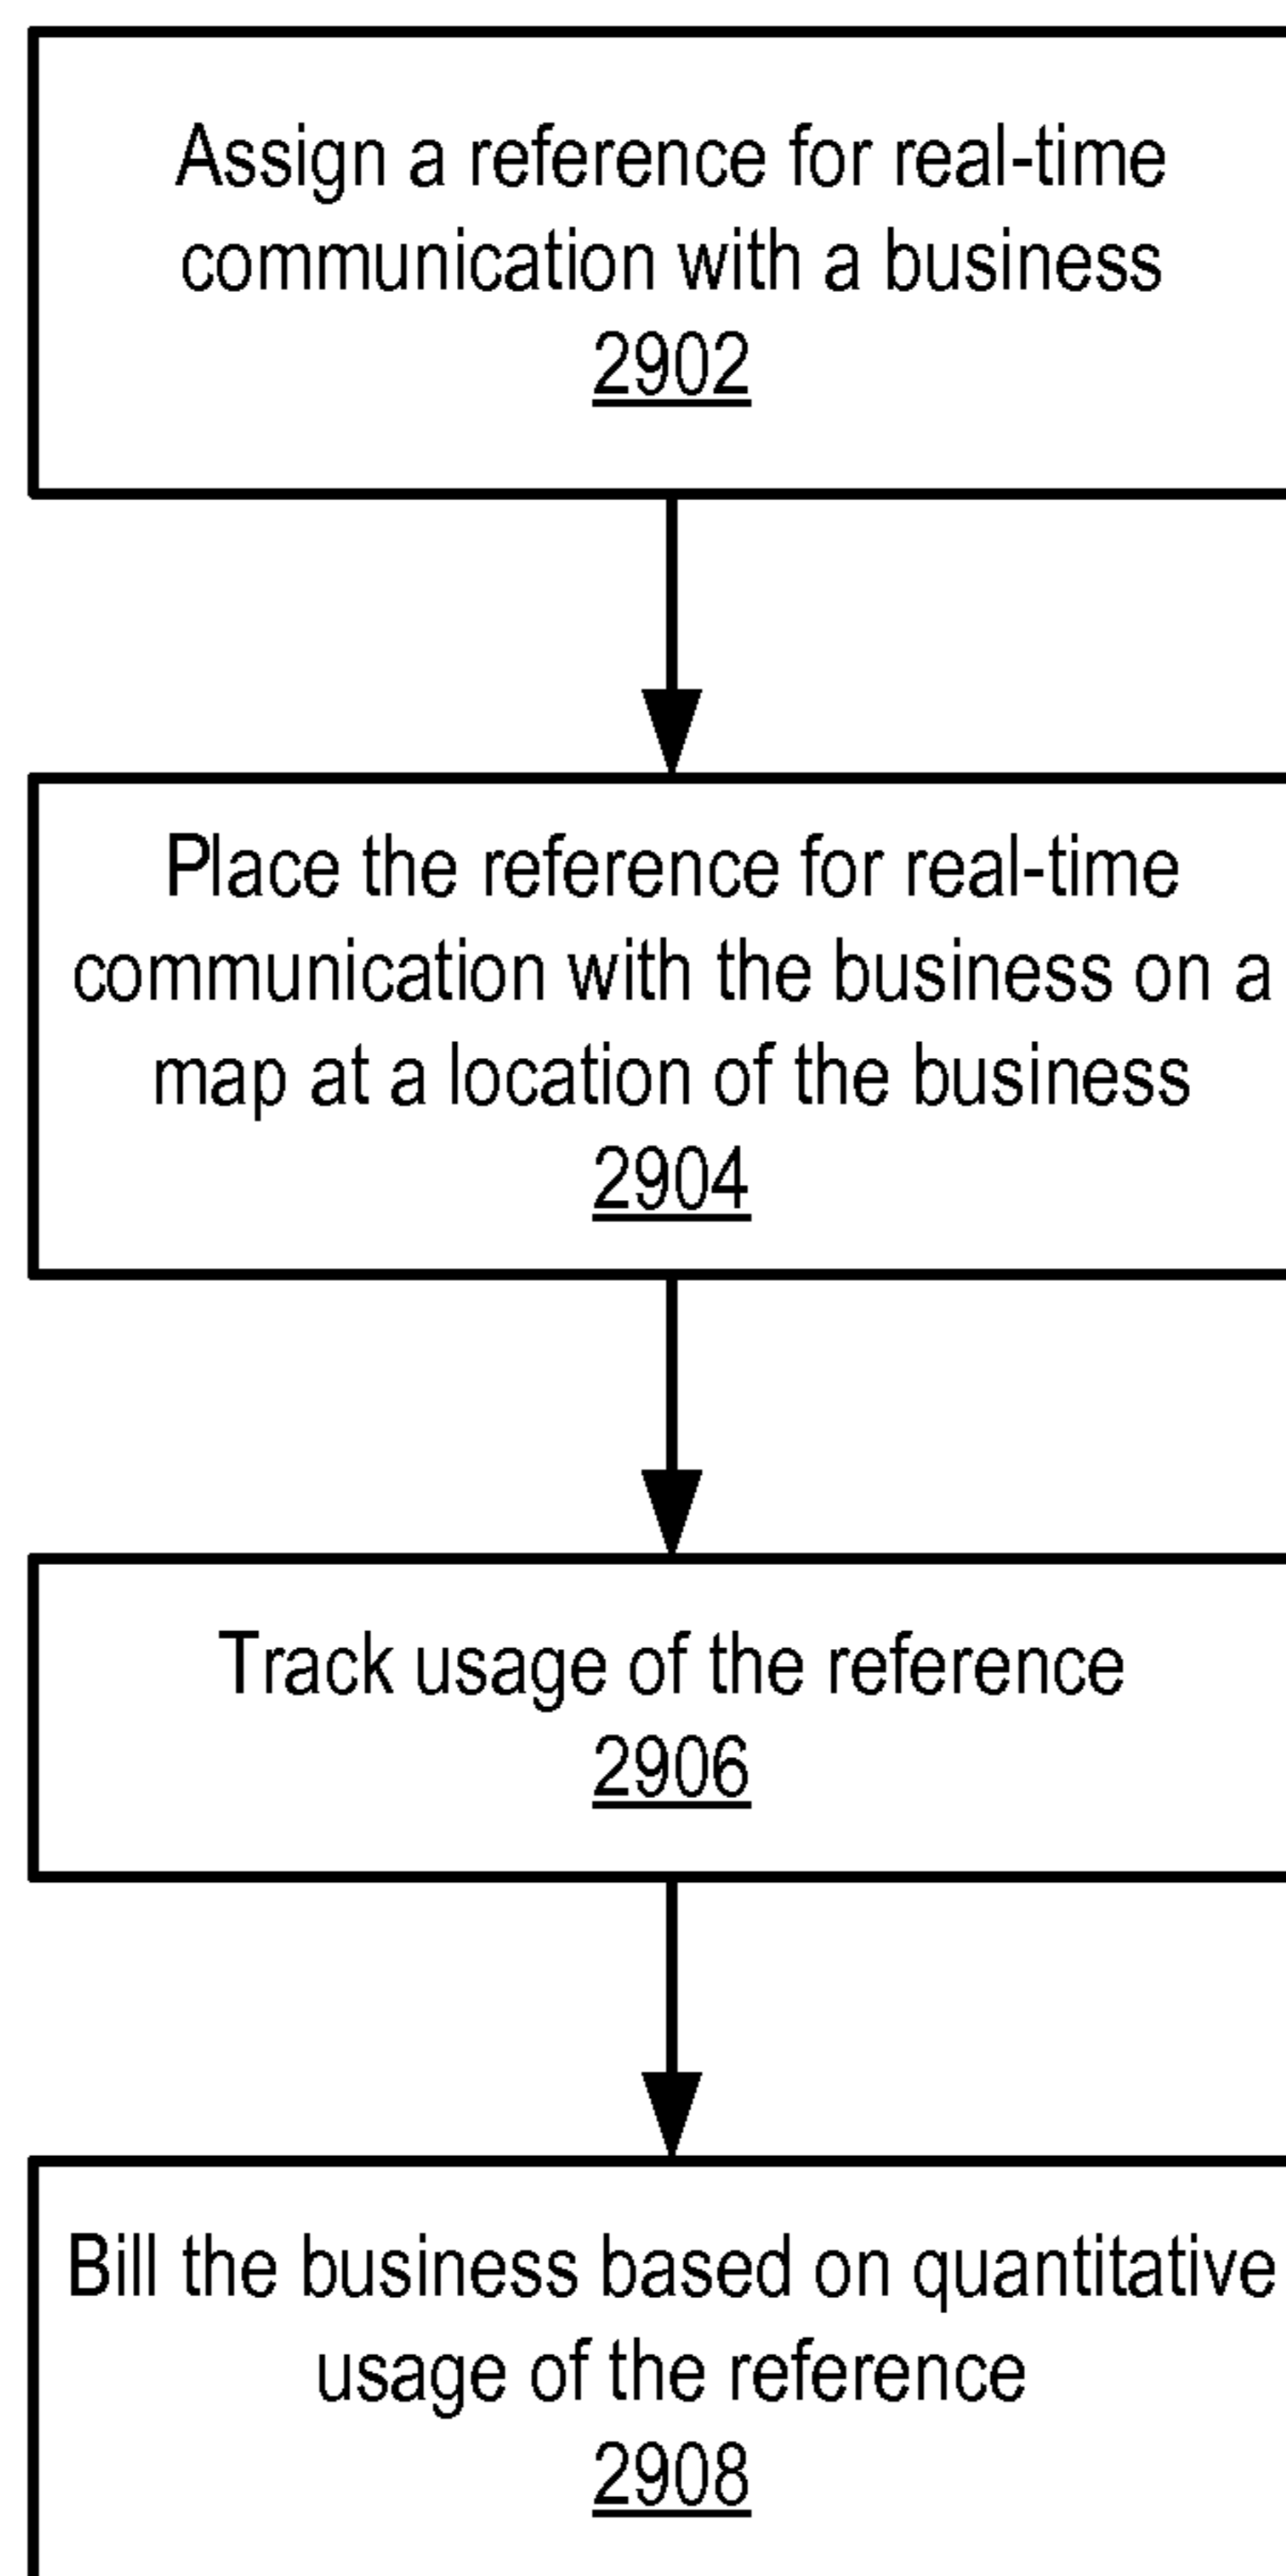 Assign a reference for real-time
communication with a business
2902
Place the reference for real-time
communication with the business on a
map at a location of the business
2904
Track usage of the reference
2906
Bill the business based on quantitative
usage of the reference
2908